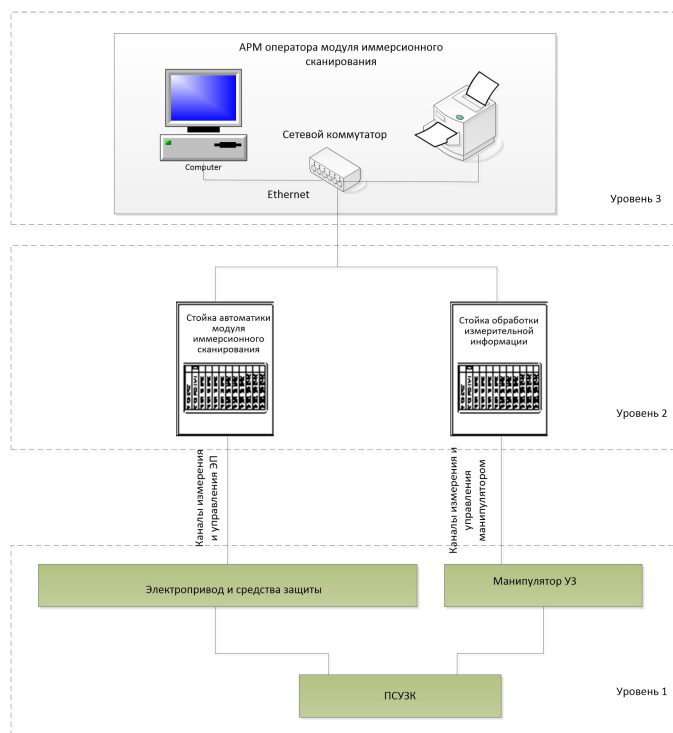 АРМ оператора модуля иммерсионного
сканирования
Сетевой коммутатор
Computer
Ethernet
Уровень 3
Стойка автоматики
модуля
иммерсионного
сканирования
Стойка обработки
измерительной
информации
Уровень 2
Каналы измерения
и управления ЭП
Каналы измерения и
управления
манипулятором
Электропривод и средства защиты
Манипулятор УЗ
ПСУЗК
Уровень 1